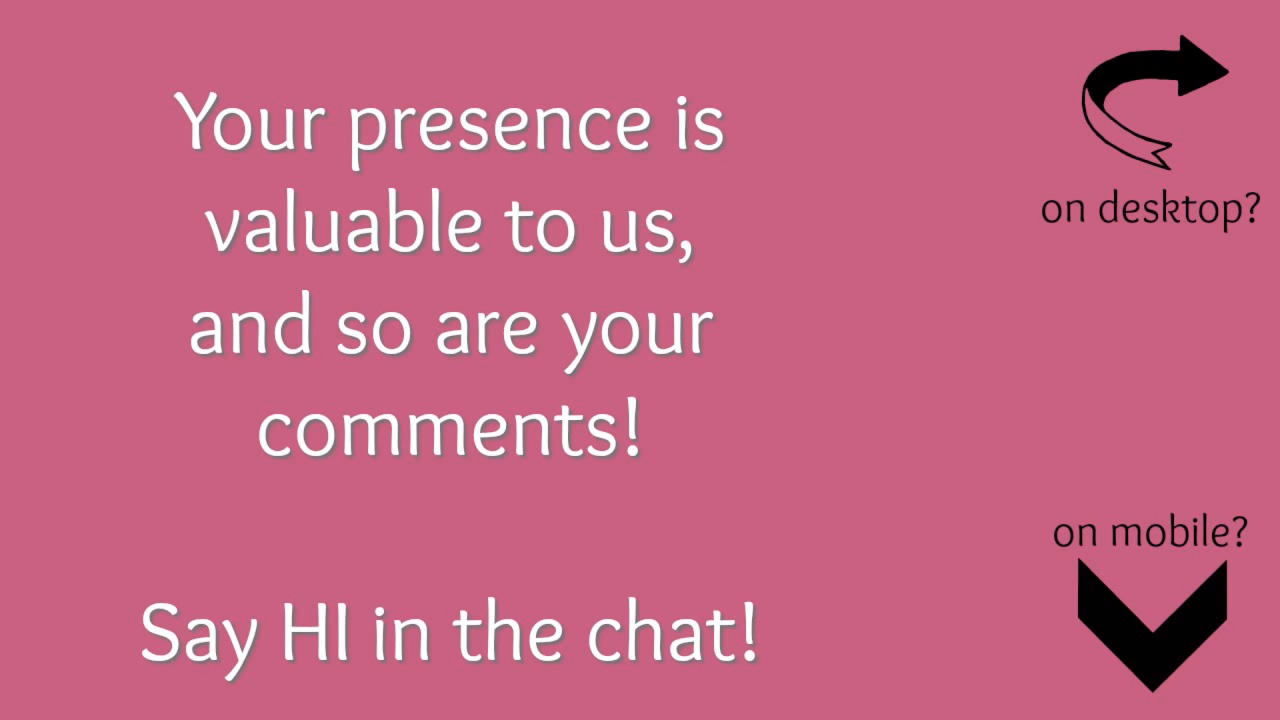 Your presence is
valuable to us,
and so are your
comments!
Say HI in the chat!
on desktop?
on mobile?